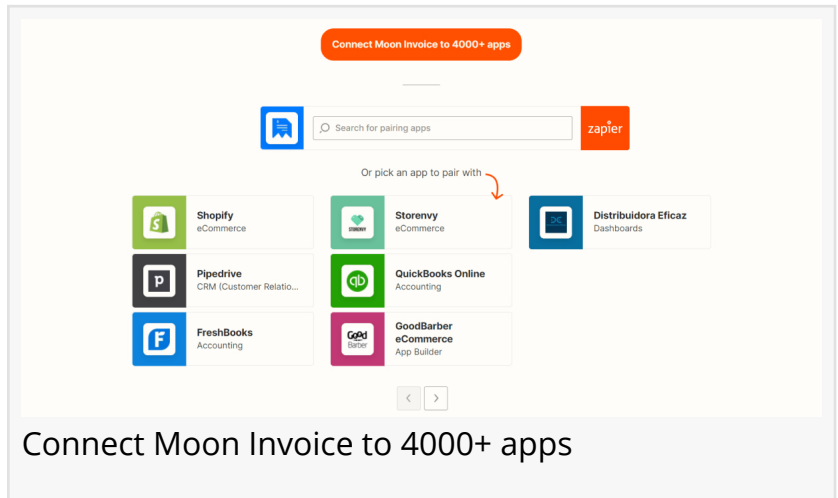 Connect Moon Invoice to 4000+ apps
Search for pairing apps
zapier
Or pick an app to pair with
Shopify
eCommerce
STORENVY
Storenvy
eCommerce
Distribuidora Eficaz
Dashboards
P
Pipedrive
CRM (Customer Relatio...
qb
QuickBooks Online
Accounting
F
FreshBooks
Accounting
Good
Barber
GoodBarber
eCommerce
App Builder
Connect Moon Invoice to 4000+ apps